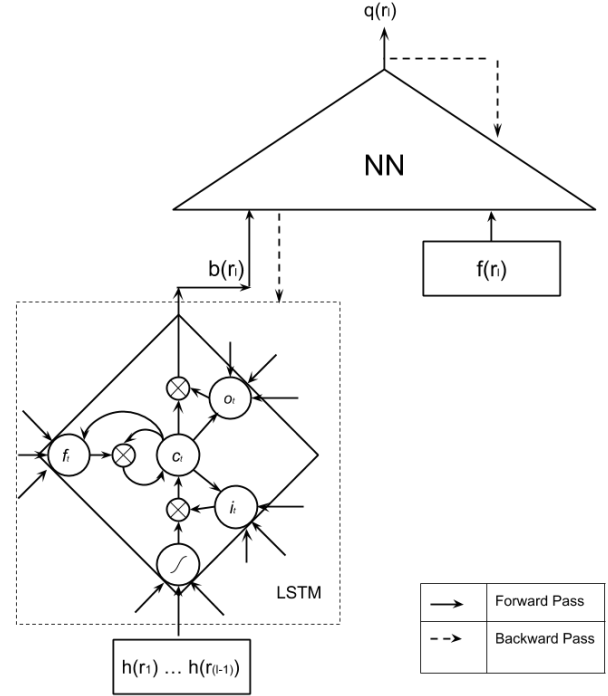 q(rₗ)
NN
b(rₗ)
f(rₗ)
oₜ
fₜ
cₜ
iₜ
LSTM
Forward Pass
Backward Pass
h(r₁) ... h(r₍ₗ₋₁₎)